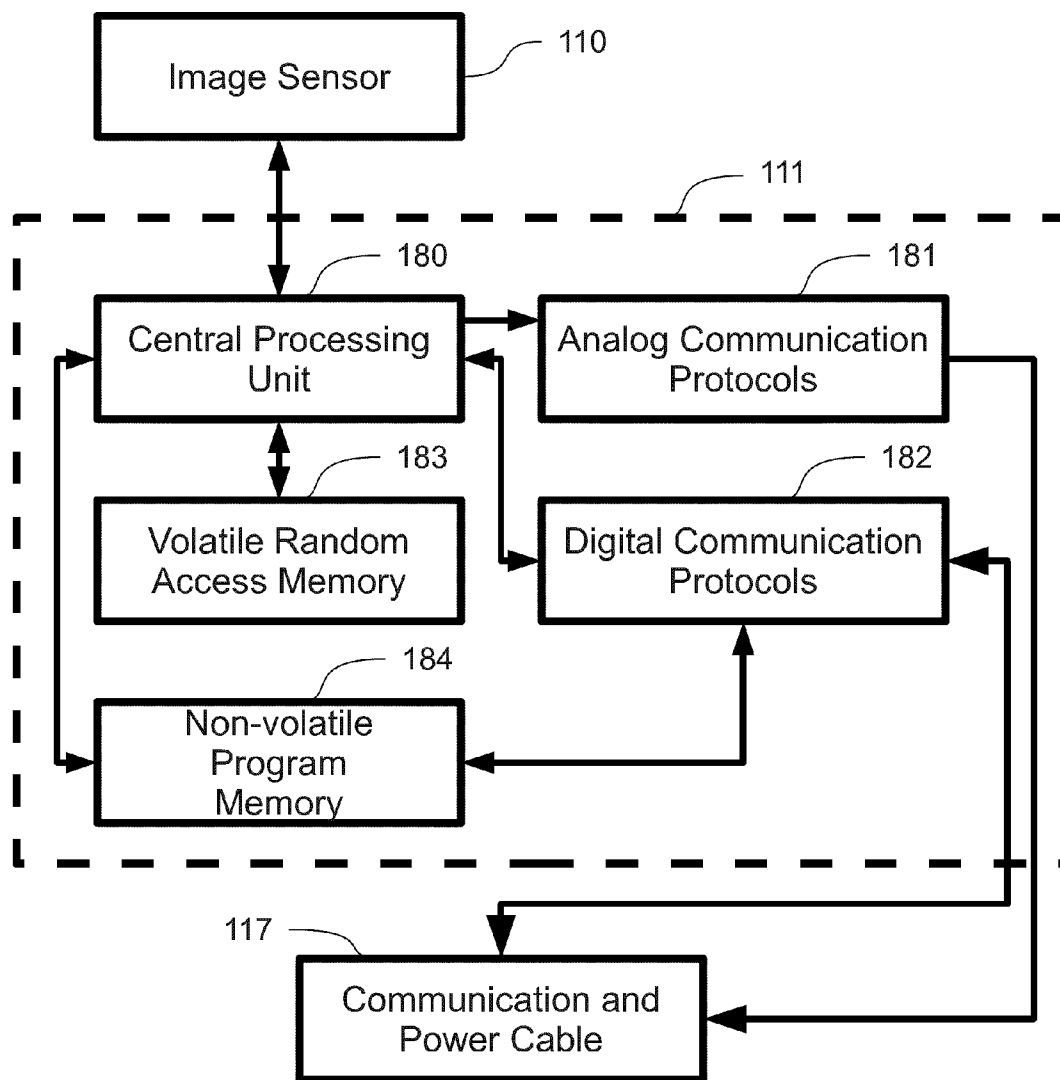 110
Image Sensor
111
180
181
Central Processing
Unit
Analog Communication
Protocols
183
182
Volatile Random
Access Memory
Digital Communication
Protocols
184
Non-volatile
Program
Memory
117
Communication and
Power Cable